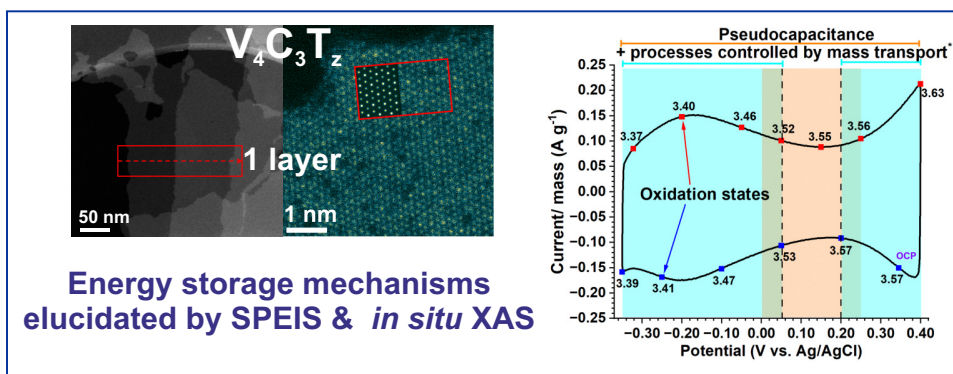 V4C3Tz
1 layer
50 nm
1 nm
Energy storage mechanisms
elucidated by SPEIS & in situ XAS
Pseudocapacitance
+ processes controlled by mass transport*
Current/ mass (A g⁻¹)
0.25
0.20
0.15
0.10
0.05
0.00
−0.05
−0.10
−0.15
−0.20
−0.25
3.37
3.40
3.46
3.52
3.55
3.56
3.63
Oxidation states
3.39
3.41
3.47
3.53
3.57
3.57
OCP
−0.30 −0.20 −0.10 0.00 0.10 0.20 0.30 0.40
Potential (V vs. Ag/AgCl)